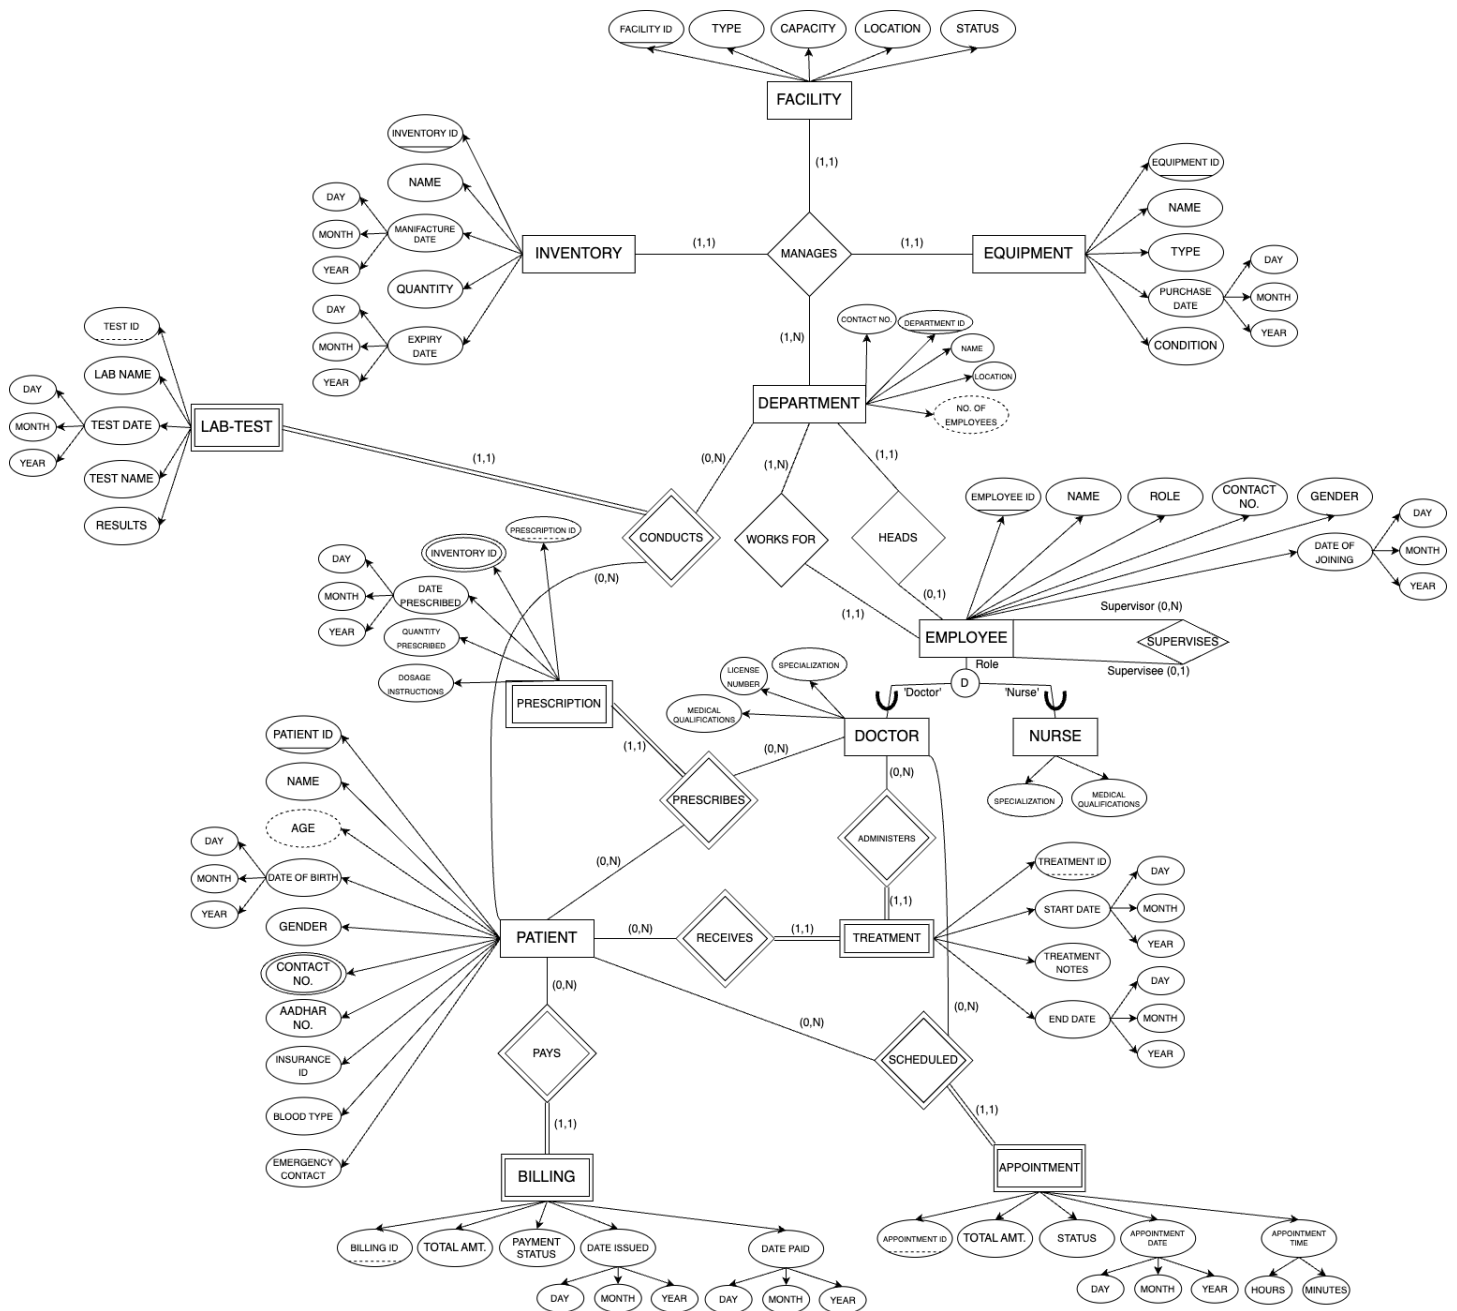 FACILITY ID
TYPE
CAPACITY
LOCATION
STATUS
FACILITY
(1,1)
INVENTORY ID
NAME
MANIFACTURE
DATE
DAY
MONTH
YEAR
QUANTITY
EXPIRY
DATE
DAY
MONTH
YEAR
INVENTORY
(1,1)
MANAGES
(1,1)
EQUIPMENT
EQUIPMENT ID
NAME
TYPE
PURCHASE
DATE
DAY
MONTH
YEAR
CONDITION
(1,N)
CONTACT NO.
DEPARTMENT ID
NAME
LOCATION
NO. OF
EMPLOYEES
DEPARTMENT
TEST ID
LAB NAME
TEST DATE
DAY
MONTH
YEAR
TEST NAME
RESULTS
LAB-TEST
(1,1)
(0,N)
(1,N)
(1,1)
CONDUCTS
WORKS FOR
HEADS
(0,N)
(1,1)
(0,1)
EMPLOYEE ID
NAME
ROLE
CONTACT
NO.
GENDER
DATE OF
JOINING
DAY
MONTH
YEAR
EMPLOYEE
Supervisor (0,N)
SUPERVISES
Supervisee (0,1)
Role
D
'Doctor'
'Nurse'
PRESCRIPTION ID
INVENTORY ID
DATE
PRESCRIBED
DAY
MONTH
YEAR
QUANTITY
PRESCRIBED
DOSAGE
INSTRUCTIONS
PRESCRIPTION
(1,1)
SPECIALIZATION
LICENSE
NUMBER
MEDICAL
QUALIFICATIONS
DOCTOR
NURSE
SPECIALIZATION
MEDICAL
QUALIFICATIONS
(0,N)
PRESCRIBES
(0,N)
(0,N)
ADMINISTERS
(1,1)
PATIENT ID
NAME
AGE
DATE OF BIRTH
DAY
MONTH
YEAR
GENDER
CONTACT
NO.
AADHAR
NO.
INSURANCE
ID
BLOOD TYPE
EMERGENCY
CONTACT
PATIENT
(0,N)
RECEIVES
(1,1)
TREATMENT
TREATMENT ID
START DATE
DAY
MONTH
YEAR
TREATMENT
NOTES
END DATE
DAY
MONTH
YEAR
(0,N)
(0,N)
(0,N)
PAYS
SCHEDULED
(1,1)
(1,1)
BILLING
APPOINTMENT
BILLING ID
TOTAL AMT.
PAYMENT
STATUS
DATE ISSUED
DAY
MONTH
YEAR
DATE PAID
DAY
MONTH
YEAR
APPOINTMENT ID
TOTAL AMT.
STATUS
APPOINTMENT
DATE
DAY
MONTH
YEAR
APPOINTMENT
TIME
HOURS
MINUTES